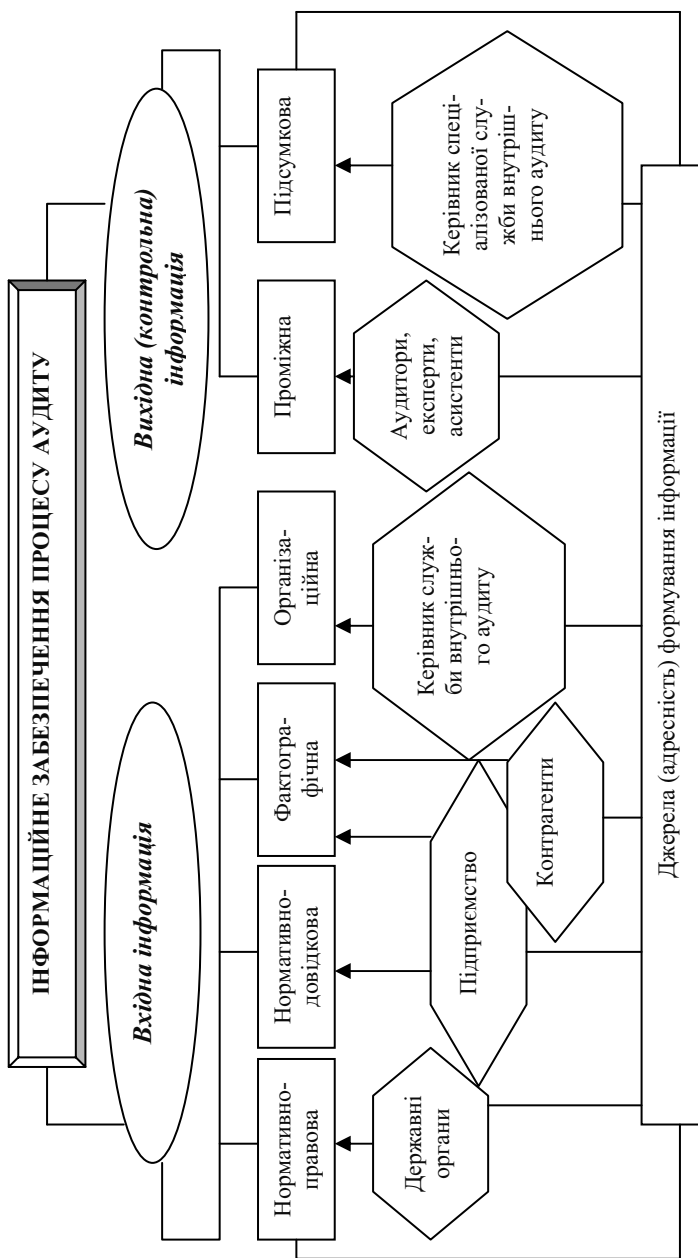 ІНФОРМАЦІЙНЕ ЗАБЕЗПЕЧЕННЯ ПРОЦЕСУ АУДИТУ
Вхідна інформація
Вихідна (контрольна)
інформація
Нормативно-
правова
Нормативно-
довідкова
Фактогра-
фічна
Організа-
ційна
Проміжна
Підсумкова
Державні
органи
Підприємство
Контрагенти
Керівник служ-
би внутрішньо-
го аудиту
Аудитори,
експерти,
асистенти
Керівник спеці-
алізованої слу-
жби внутріш-
нього аудиту
Джерела (адресність) формування інформації